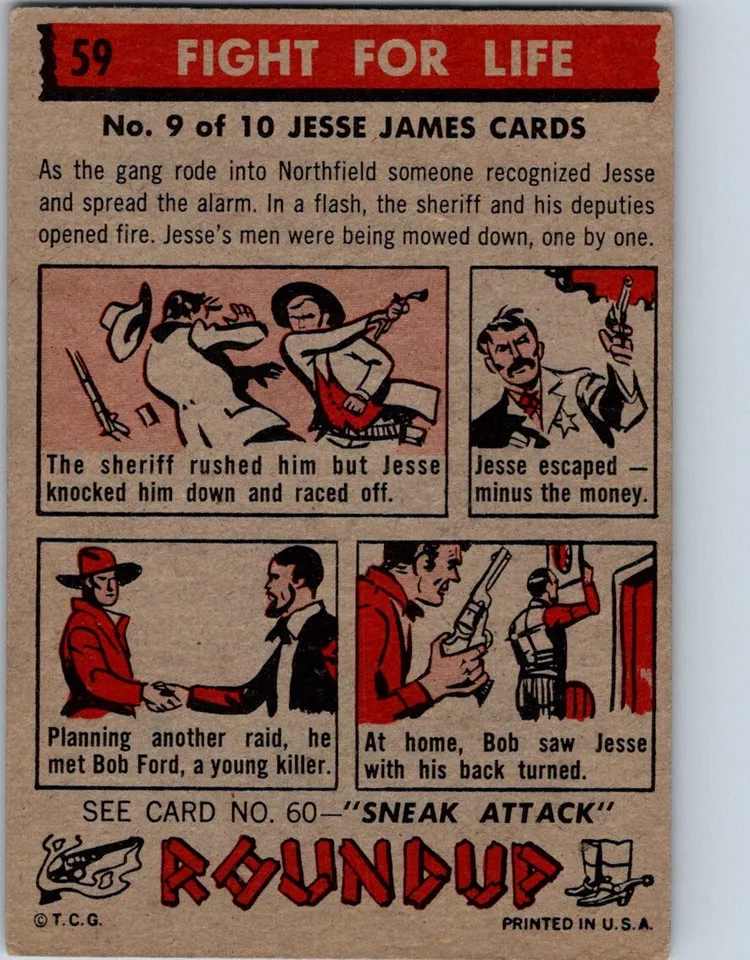 59 FIGHT FOR LIFE
No. 9 of 10 JESSE JAMES CARDS
As the gang rode into Northfield someone recognized Jesse
and spread the alarm. In a flash, the sheriff and his deputies
opened fire. Jesse's men were being mowed down, one by one.
The sheriff rushed him but Jesse
knocked him down and raced off.
Jesse escaped —
minus the money.
Planning another raid, he
met Bob Ford, a young killer.
At home, Bob saw Jesse
with his back turned.
SEE CARD NO. 60—"SNEAK ATTACK"
ROUNDUP
© T.C.G.
PRINTED IN U.S.A.